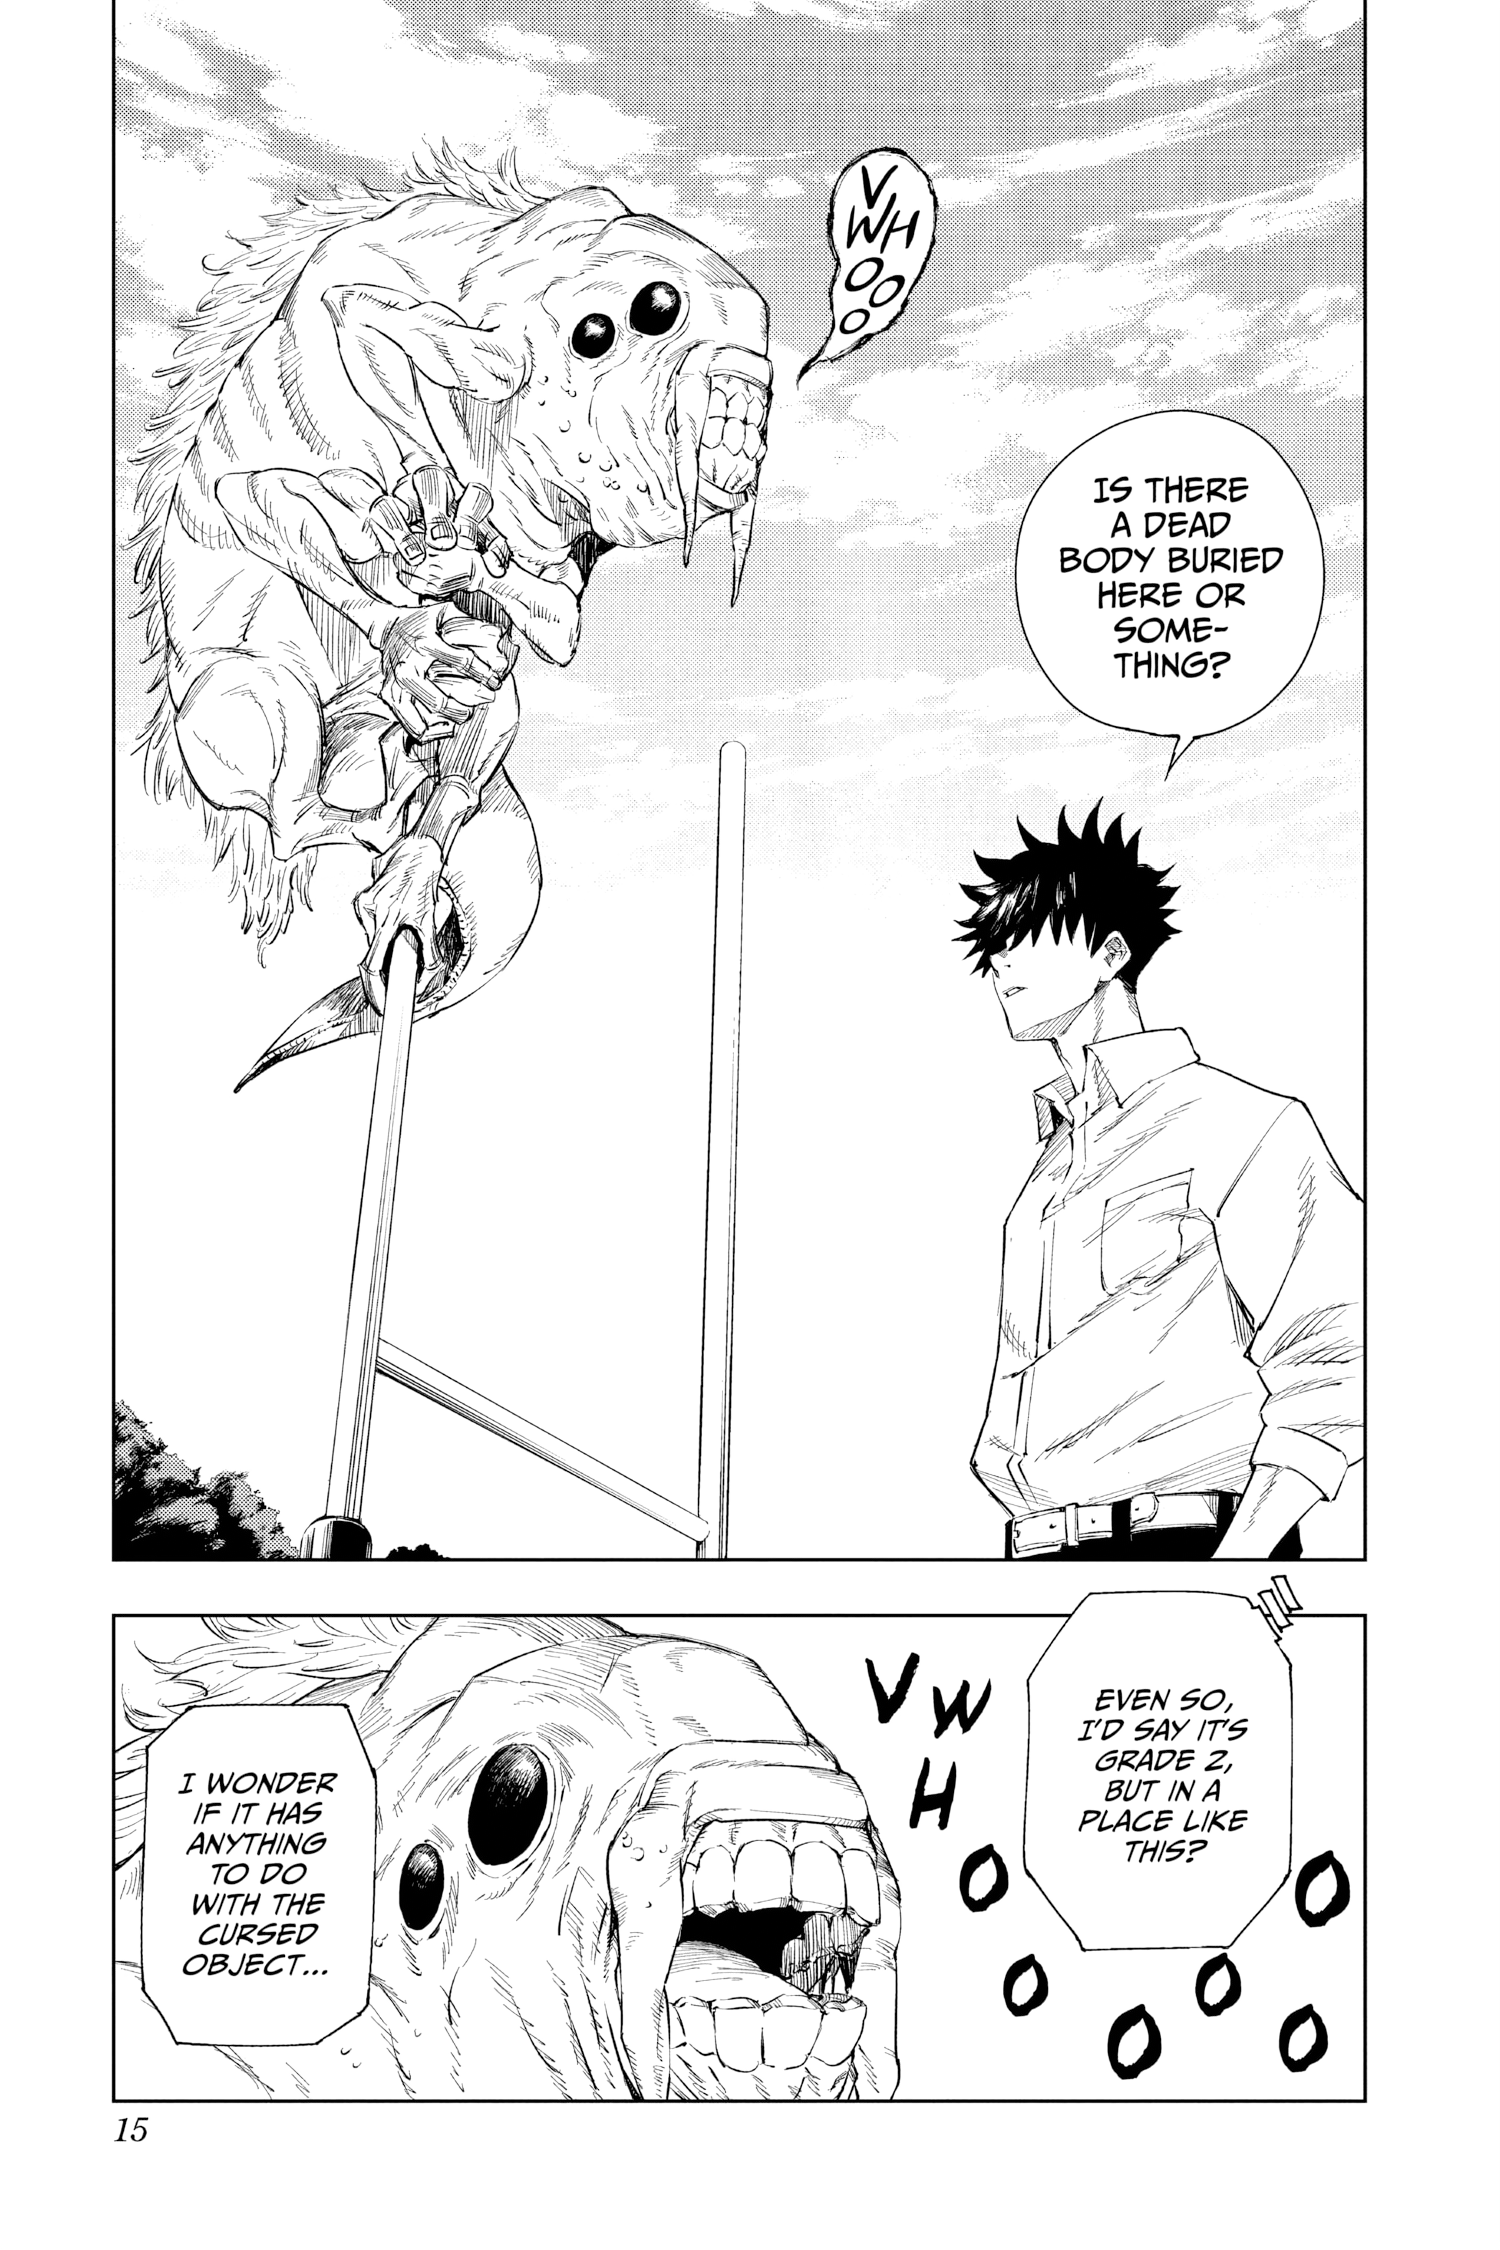 V
WH
O
O
O
IS THERE
A DEAD
BODY BURIED
HERE OR
SOME-
THING?
EVEN SO,
I'D SAY IT'S
GRADE 2,
BUT IN A
PLACE LIKE
THIS?
VW
H
O
O
O
O
O
O
I WONDER
IF IT HAS
ANYTHING
TO DO
WITH THE
CURSED
OBJECT...
15